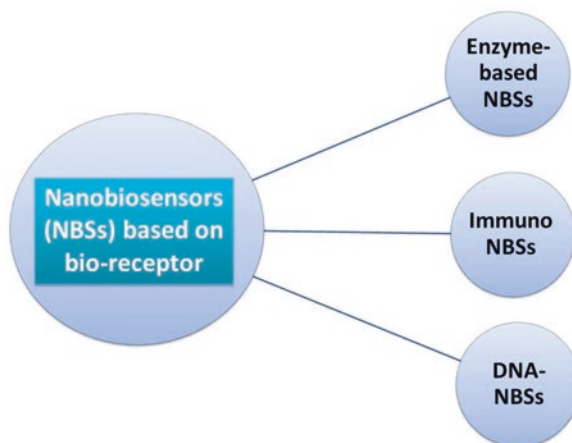 Enzyme-
based
NBSs
Nanobiosensors
(NBSs) based on
bio-receptor
Immuno
NBSs
DNA-
NBSs